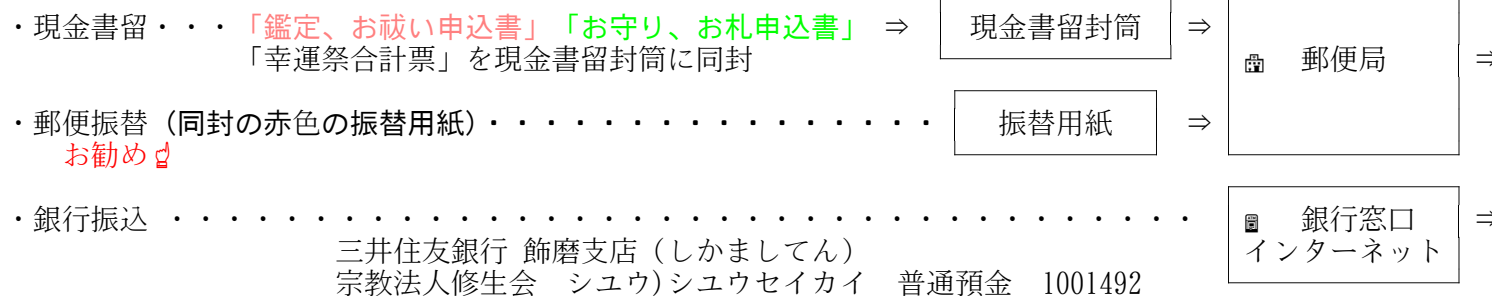 ・現金書留・・・「鑑定、お祓い申込書」「お守り、お札申込書」 ⇒ 現金書留封筒 ⇒
「幸運祭合計票」を現金書留封筒に同封
郵便局 ⇒
・郵便振替（同封の赤色の振替用紙）・・・・・・・・・・・・・・・・ 振替用紙 ⇒
お勧め☝
・銀行振込 ・・・・・・・・・・・・・・・・・・・・・・・・・・・・・・・・・・・・ 銀行窓口 ⇒
インターネット
三井住友銀行 飾磨支店（しかましてん）
宗教法人修生会 シユウ)シユウセイカイ 普通預金 1001492